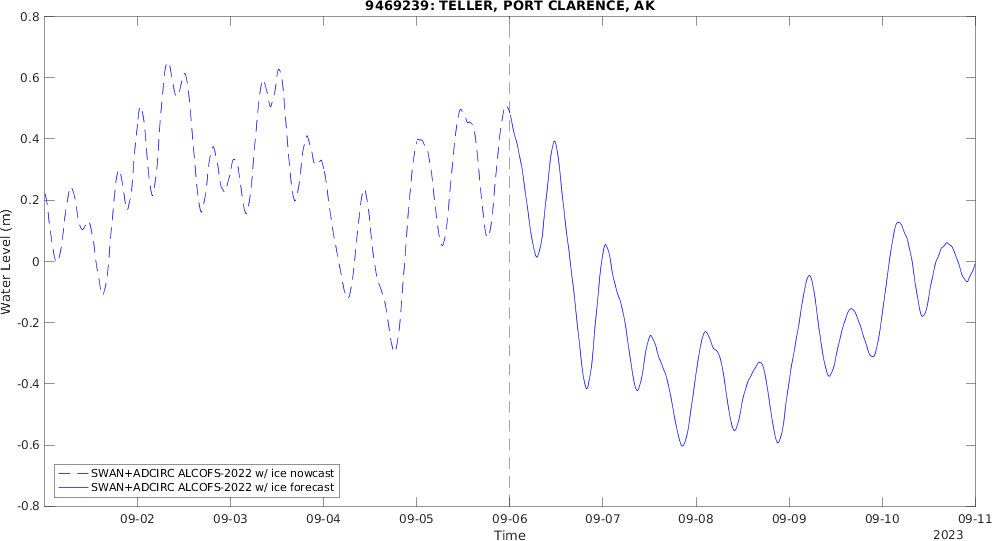 9469239: TELLER, PORT CLARENCE, AK
0.8
0.6
0.4
0.2
0
-0.2
-0.4
-0.6
-0.8
Water Level (m)
SWAN+ADCIRC ALCOFS-2022 w/ ice nowcast
SWAN+ADCIRC ALCOFS-2022 w/ ice forecast
09-02 09-03 09-04 09-05 09-06 09-07 09-08 09-09 09-10 09-11
Time
2023